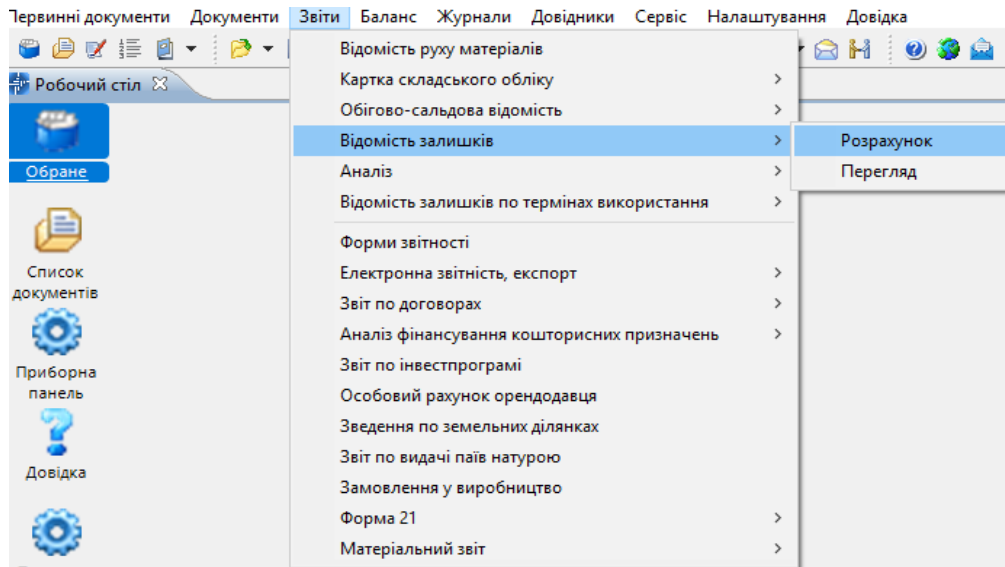 Первинні документи Документи Звіти Баланс Журнали Довідники Сервіс Налаштування Довідка
Робочий стіл
Обране
Список
документів
Приборна
панель
Довідка
Відомість руху матеріалів
Картка складського обліку
Обігово-сальдова відомість
Відомість залишків
Аналіз
Відомість залишків по термінах використання
Форми звітності
Електронна звітність, експорт
Звіт по договорах
Аналіз фінансування кошторисних призначень
Звіт по інвестпрограмі
Особовий рахунок орендодавця
Зведення по земельних ділянках
Звіт по видачі паїв натурою
Замовлення у виробництво
Форма 21
Матеріальний звіт
Розрахунок
Перегляд